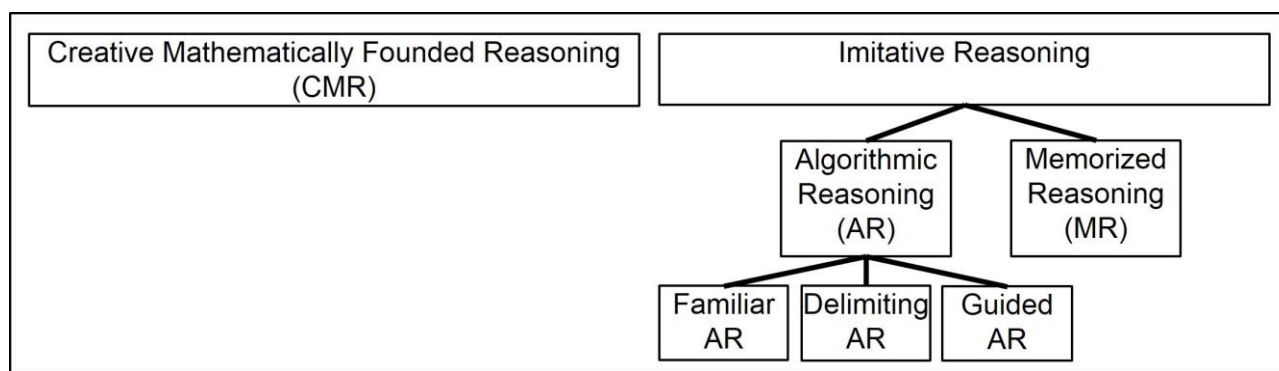 Creative Mathematically Founded Reasoning
(CMR)
Imitative Reasoning
Algorithmic
Reasoning
(AR)
Memorized
Reasoning
(MR)
Familiar
AR
Delimiting
AR
Guided
AR